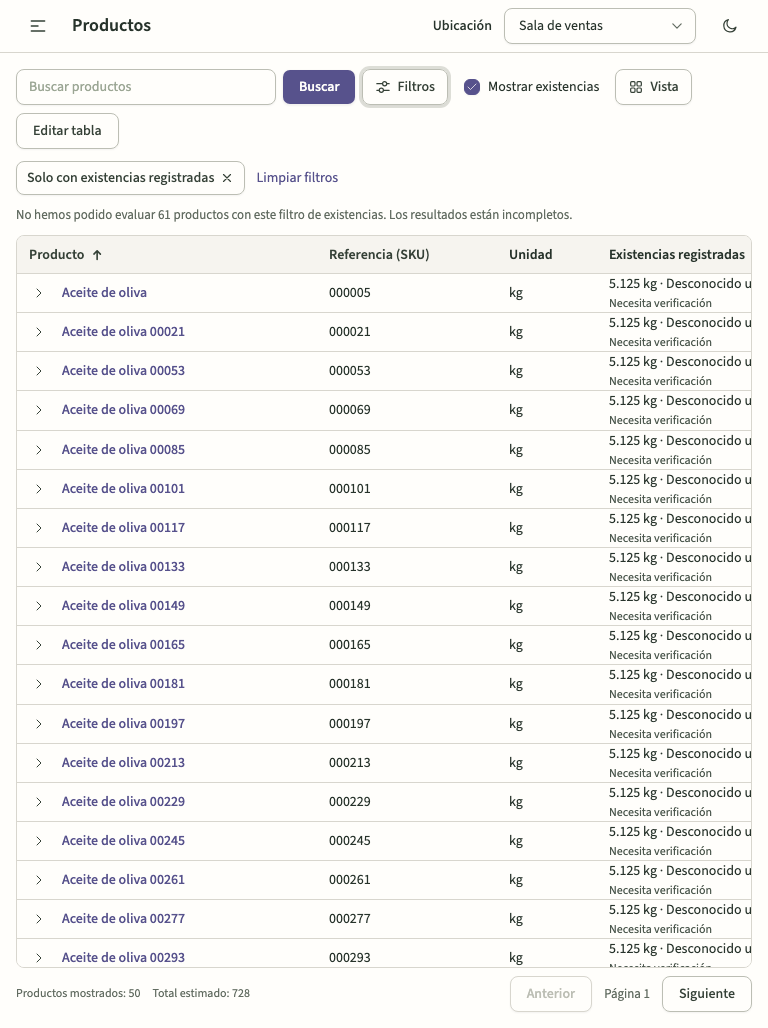 Productos
Ubicación
Sala de ventas
Buscar productos
Buscar
Filtros
Mostrar existencias
Vista
Editar tabla
Solo con existencias registradas
Limpiar filtros
No hemos podido evaluar 61 productos con este filtro de existencias. Los resultados están incompletos.
Producto Referencia (SKU) Unidad Existencias registradas
Aceite de oliva 000005 kg 5.125 kg · Desconocido u
Necesita verificación
Aceite de oliva 00021 000021 kg 5.125 kg · Desconocido u
Necesita verificación
Aceite de oliva 00053 000053 kg 5.125 kg · Desconocido u
Necesita verificación
Aceite de oliva 00069 000069 kg 5.125 kg · Desconocido u
Necesita verificación
Aceite de oliva 00085 000085 kg 5.125 kg · Desconocido u
Necesita verificación
Aceite de oliva 00101 000101 kg 5.125 kg · Desconocido u
Necesita verificación
Aceite de oliva 00117 000117 kg 5.125 kg · Desconocido u
Necesita verificación
Aceite de oliva 00133 000133 kg 5.125 kg · Desconocido u
Necesita verificación
Aceite de oliva 00149 000149 kg 5.125 kg · Desconocido u
Necesita verificación
Aceite de oliva 00165 000165 kg 5.125 kg · Desconocido u
Necesita verificación
Aceite de oliva 00181 000181 kg 5.125 kg · Desconocido u
Necesita verificación
Aceite de oliva 00197 000197 kg 5.125 kg · Desconocido u
Necesita verificación
Aceite de oliva 00213 000213 kg 5.125 kg · Desconocido u
Necesita verificación
Aceite de oliva 00229 000229 kg 5.125 kg · Desconocido u
Necesita verificación
Aceite de oliva 00245 000245 kg 5.125 kg · Desconocido u
Necesita verificación
Aceite de oliva 00261 000261 kg 5.125 kg · Desconocido u
Necesita verificación
Aceite de oliva 00277 000277 kg 5.125 kg · Desconocido u
Necesita verificación
Aceite de oliva 00293 000293 kg 5.125 kg · Desconocido u
Productos mostrados: 50 Total estimado: 728
Anterior
Página 1
Siguiente